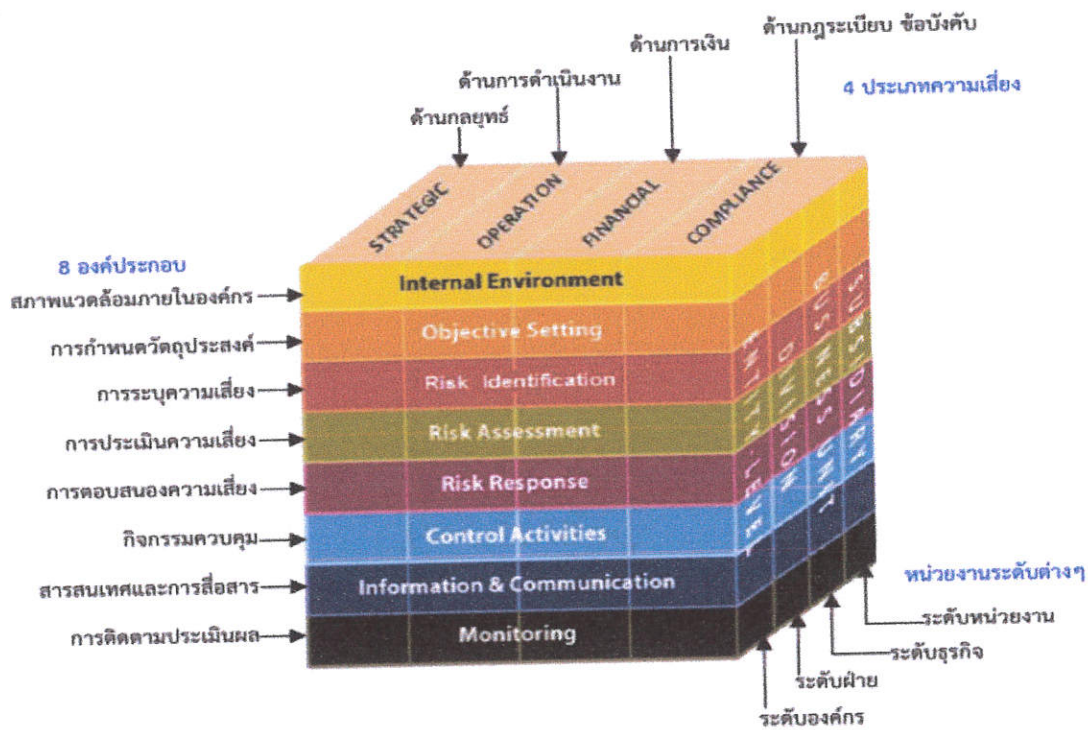 ด้านกฎระเบียบ ข้อบังคับ
ด้านการเงิน
ด้านการดำเนินงาน
4 ประเภทความเสี่ยง
ด้านกลยุทธ์
STRATEGIC
OPERATION
FINANCIAL
COMPLIANCE
8 องค์ประกอบ
สภาพแวดล้อมภายในองค์กร
Internal Environment
การกำหนดวัตถุประสงค์
Objective Setting
การระบุความเสี่ยง
Risk Identification
การประเมินความเสี่ยง
Risk Assessment
การตอบสนองความเสี่ยง
Risk Response
กิจกรรมควบคุม
Control Activities
สารสนเทศและการสื่อสาร
Information & Communication
การติดตามประเมินผล
Monitoring
ENTITY-LEVEL
DIVISION
BUSINESS UNIT
SUBSIDIARY
หน่วยงานระดับต่างๆ
ระดับหน่วยงาน
ระดับธุรกิจ
ระดับฝ่าย
ระดับองค์กร